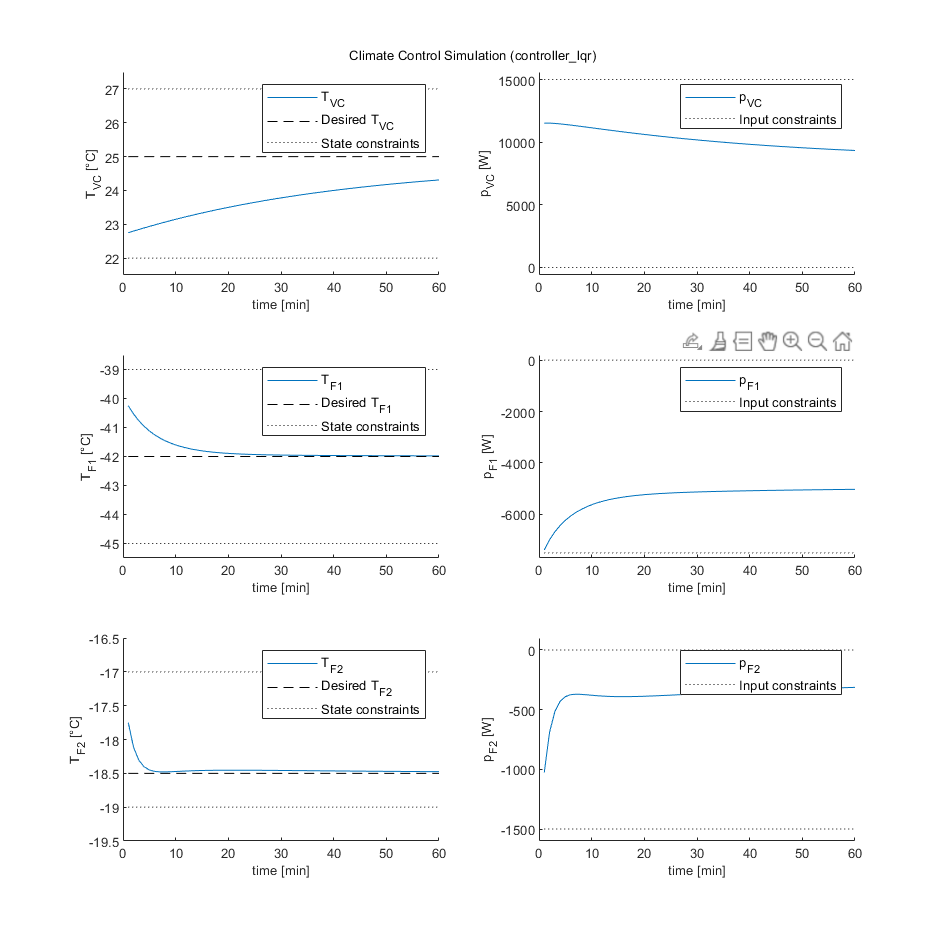 Climate Control Simulation (controller_lqr)
27
26
25
24
23
22
T_VC [°C]
T_VC
Desired T_VC
State constraints
0 10 20 30 40 50 60
time [min]
15000
10000
5000
0
p_VC [W]
p_VC
Input constraints
0 10 20 30 40 50 60
time [min]
-39
-40
-41
-42
-43
-44
-45
T_F1 [°C]
T_F1
Desired T_F1
State constraints
0 10 20 30 40 50 60
time [min]
0
-2000
-4000
-6000
p_F1 [W]
p_F1
Input constraints
0 10 20 30 40 50 60
time [min]
-16.5
-17
-17.5
-18
-18.5
-19
-19.5
T_F2 [°C]
T_F2
Desired T_F2
State constraints
0 10 20 30 40 50 60
time [min]
0
-500
-1000
-1500
p_F2 [W]
p_F2
Input constraints
0 10 20 30 40 50 60
time [min]